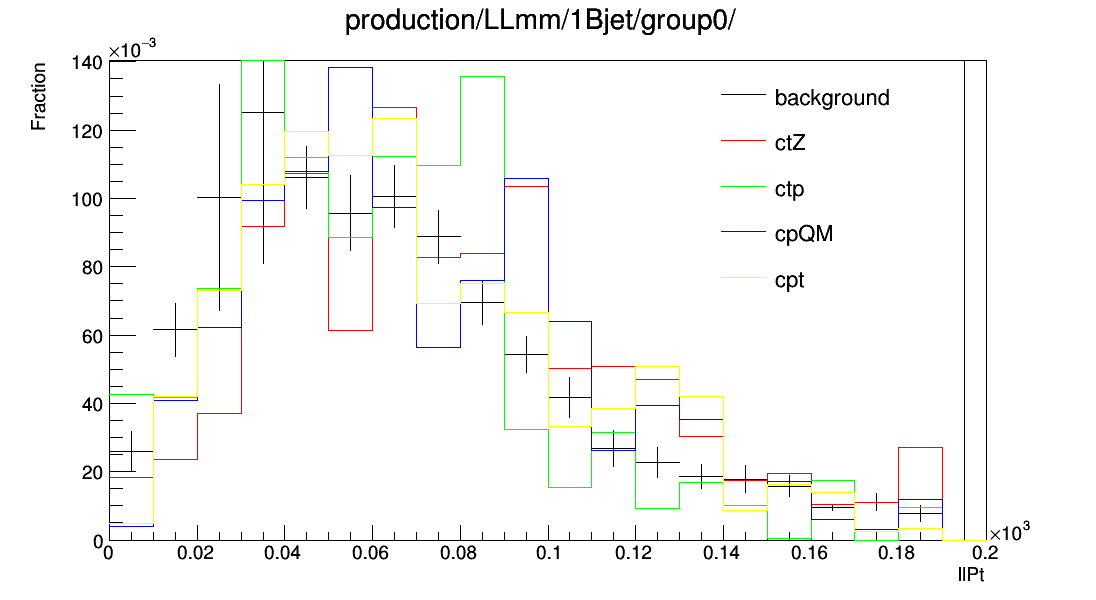 production/LLmm/1Bjet/group0/
×10⁻³
Fraction
140
120
100
80
60
40
20
0
background
ctZ
ctp
cpQM
cpt
0 0.02 0.04 0.06 0.08 0.1 0.12 0.14 0.16 0.18 0.2
×10³
llPt